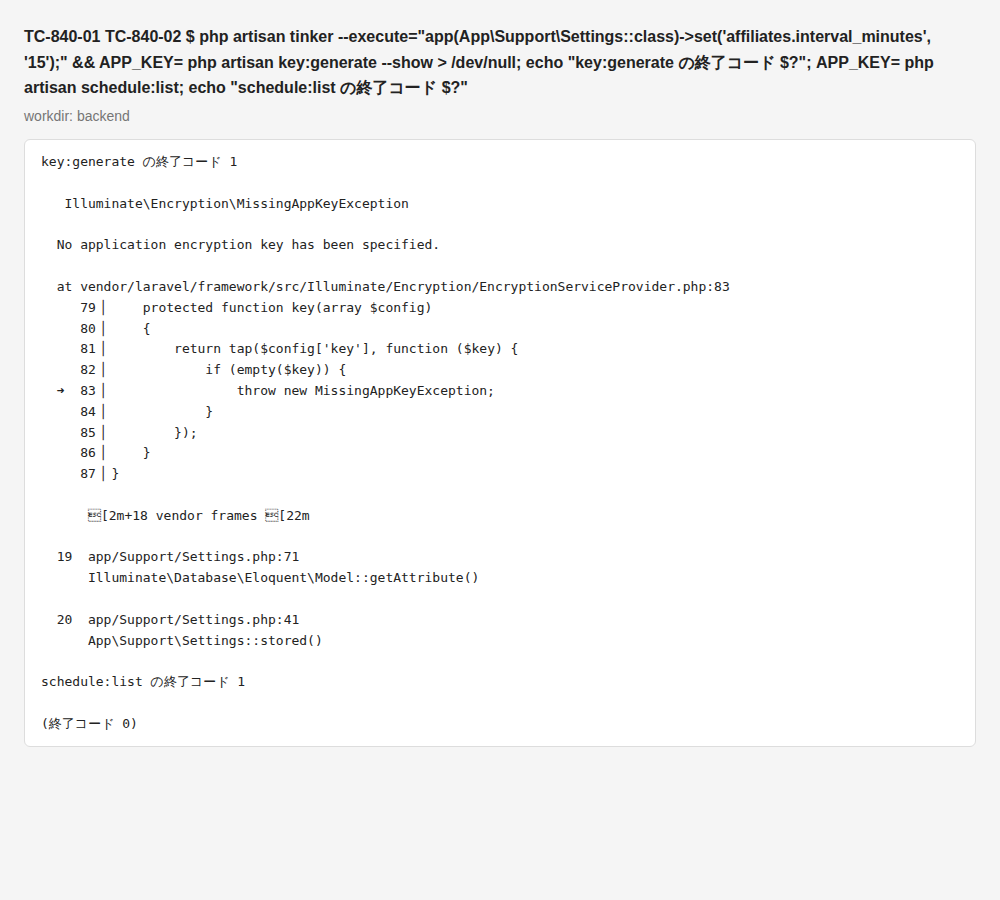 TC-840-01 TC-840-02 $ php artisan tinker --execute="app(App\Support\Settings::class)->set('affiliates.interval_minutes',
'15');" && APP_KEY= php artisan key:generate --show > /dev/null; echo "key:generate の終了コード $?"; APP_KEY= php
artisan schedule:list; echo "schedule:list の終了コード $?"
workdir: backend
key:generate の終了コード 1
Illuminate\Encryption\MissingAppKeyException
No application encryption key has been specified.
at vendor/laravel/framework/src/Illuminate/Encryption/EncryptionServiceProvider.php:83
79▕     protected function key(array $config)
80▕     {
81▕         return tap($config['key'], function ($key) {
82▕             if (empty($key)) {
➜  83▕                 throw new MissingAppKeyException;
84▕             }
85▕         });
86▕     }
87▕ }
␛[2m+18 vendor frames ␛[22m
19  app/Support/Settings.php:71
Illuminate\Database\Eloquent\Model::getAttribute()
20  app/Support/Settings.php:41
App\Support\Settings::stored()
schedule:list の終了コード 1
(終了コード 0)